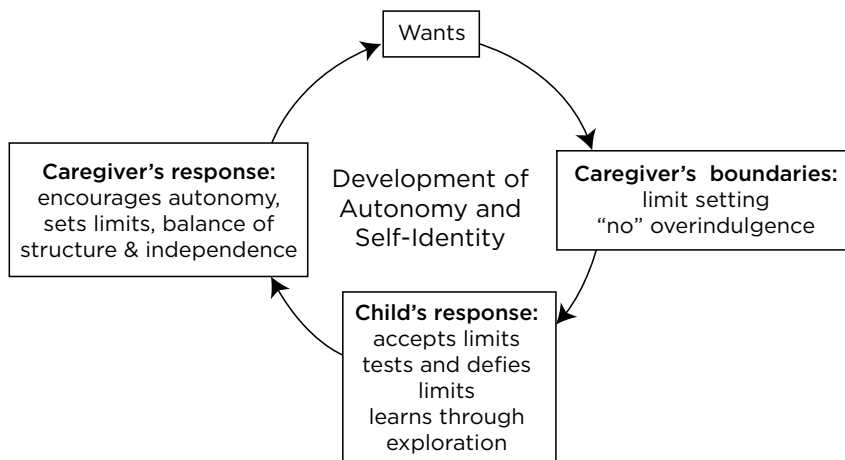 Wants
Caregiver's boundaries:
limit setting
“no” overindulgence
Child's response:
accepts limits
tests and defies
limits
learns through
exploration
Caregiver's response:
encourages autonomy,
sets limits, balance of
structure & independence
Development of
Autonomy and
Self-Identity